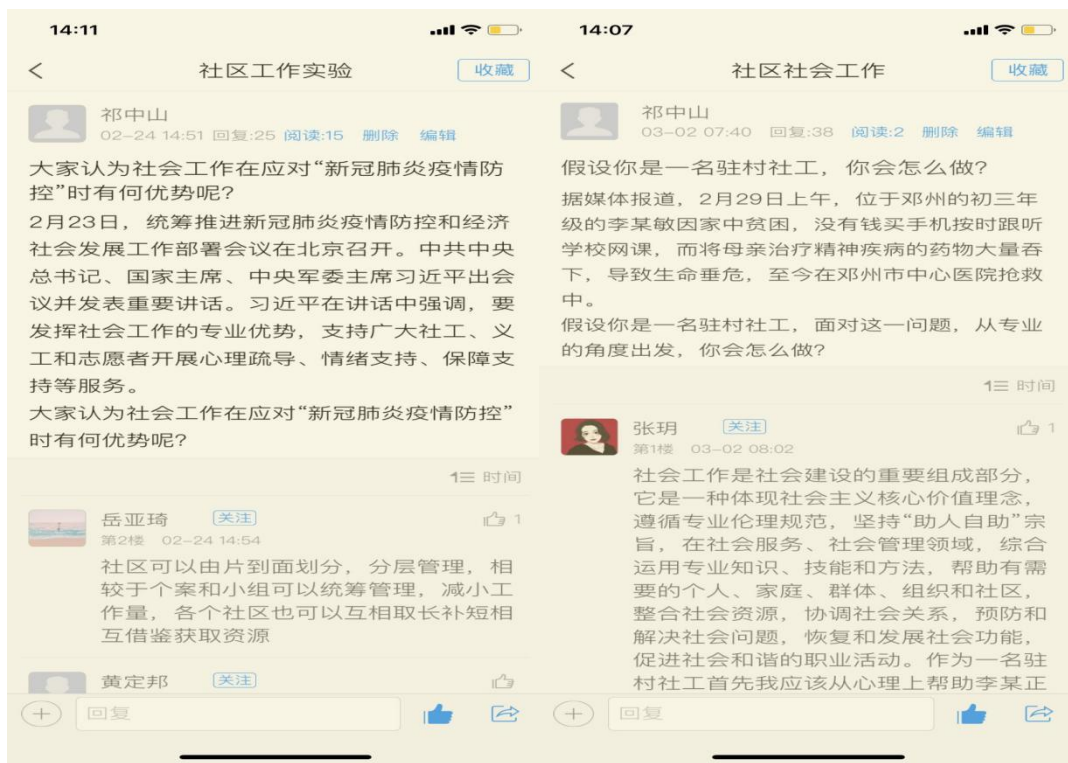 14:11
社区工作实验
收藏
祁中山
02-24 14:51 回复:25 阅读:15 删除 编辑
大家认为社会工作在应对“新冠肺炎疫情防
控”时有何优势呢?
2月23日，统筹推进新冠肺炎疫情防控和经济
社会发展工作部署会议在北京召开。中共中央
总书记、国家主席、中央军委主席习近平出会
议并发表重要讲话。习近平在讲话中强调，要
发挥社会工作的专业优势，支持广大社工、义
工和志愿者开展心理疏导、情绪支持、保障支
持等服务。
大家认为社会工作在应对“新冠肺炎疫情防控”
时有何优势呢?
时间
岳亚琦 关注 1
第2楼 02-24 14:54
社区可以由片到面划分，分层管理，相
较于个案和小组可以统筹管理，减小工
作量，各个社区也可以互相取长补短相
互借鉴获取资源
黄定邦 关注
回复
14:07
社区社会工作
收藏
祁中山
03-02 07:40 回复:38 阅读:2 删除 编辑
假设你是一名驻村社工，你会怎么做?
据媒体报道，2月29日上午，位于邓州的初三年
级的李某敏因家中贫困，没有钱买手机按时跟听
学校网课，而将母亲治疗精神疾病的药物大量吞
下，导致生命垂危，至今在邓州市中心医院抢救
中。
假设你是一名驻村社工，面对这一问题，从专业
的角度出发，你会怎么做?
时间
张玥 关注 1
第1楼 03-02 08:02
社会工作是社会建设的重要组成部分，
它是一种体现社会主义核心价值理念，
遵循专业伦理规范，坚持“助人自助”宗
旨，在社会服务、社会管理领域，综合
运用专业知识、技能和方法，帮助有需
要的个人、家庭、群体、组织和社区，
整合社会资源，协调社会关系，预防和
解决社会问题，恢复和发展社会功能，
促进社会和谐的职业活动。作为一名驻
村社工首先我应该从心理上帮助李某正
回复